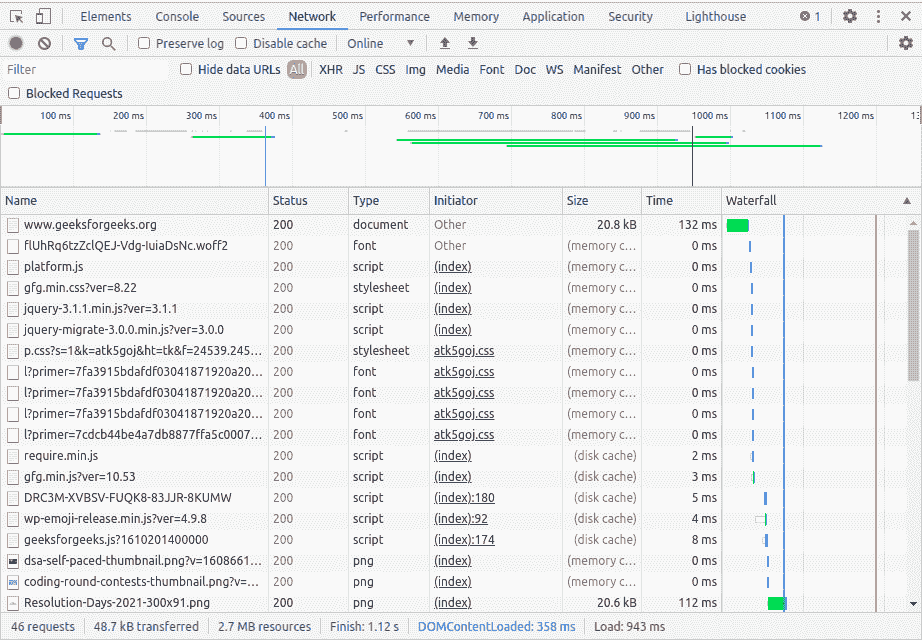 Elements Console Sources Network Performance Memory Application Security Lighthouse 1
Preserve log Disable cache Online
Filter Hide data URLs All XHR JS CSS Img Media Font Doc WS Manifest Other Has blocked cookies
Blocked Requests
100 ms 200 ms 300 ms 400 ms 500 ms 600 ms 700 ms 800 ms 900 ms 1000 ms 1100 ms 1200 ms
Name Status Type Initiator Size Time Waterfall
www.geeksforgeeks.org 200 document Other 20.8 kB 132 ms
flUhRq6tzZclQEJ-Vdg-IuiaDsNc.woff2 200 font Other (memory c... 0 ms
platform.js 200 script (index) (memory c... 0 ms
gfg.min.css?ver=8.22 200 stylesheet (index) (memory c... 0 ms
jquery-3.1.1.min.js?ver=3.1.1 200 script (index) (memory c... 0 ms
jquery-migrate-3.0.0.min.js?ver=3.0.0 200 script (index) (memory c... 0 ms
p.css?s=1&k=atk5goj&ht=tk&f=24539.245... 200 stylesheet atk5goj.css (memory c... 0 ms
l?primer=7fa3915bdafdf03041871920a20... 200 font atk5goj.css (memory c... 0 ms
l?primer=7fa3915bdafdf03041871920a20... 200 font atk5goj.css (memory c... 0 ms
l?primer=7fa3915bdafdf03041871920a20... 200 font atk5goj.css (memory c... 0 ms
l?primer=7cdcb44be4a7db8877ffa5c0007... 200 font atk5goj.css (memory c... 0 ms
require.min.js 200 script (index) (disk cache) 2 ms
gfg.min.js?ver=10.53 200 script (index) (disk cache) 3 ms
DRC3M-XVBSV-FUQK8-83JJR-8KUMW 200 script (index):180 (disk cache) 5 ms
wp-emoji-release.min.js?ver=4.9.8 200 script (index):92 (disk cache) 4 ms
geeksforgeeks.js?1610201400000 200 script (index):174 (disk cache) 8 ms
dsa-self-paced-thumbnail.png?v=1608661... 200 png (index) (memory c... 0 ms
coding-round-contests-thumbnail.png?v=... 200 png (index) (memory c... 0 ms
Resolution-Days-2021-300x91.png 200 png (index) 20.6 kB 112 ms
46 requests 48.7 kB transferred 2.7 MB resources Finish: 1.12 s DOMContentLoaded: 358 ms Load: 943 ms